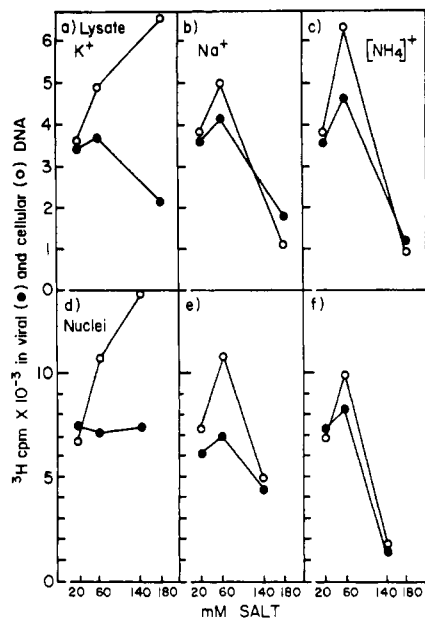 a) Lysate
K+
b)
Na+
c)
[NH4]+
6
5
4
3
2
1
0
d)
Nuclei
e)
f)
10
5
0
³H cpm X 10⁻³ in viral (●) and cellular (○) DNA
20 60 140 180
20 60 140 180
20 60 140 180
mM SALT